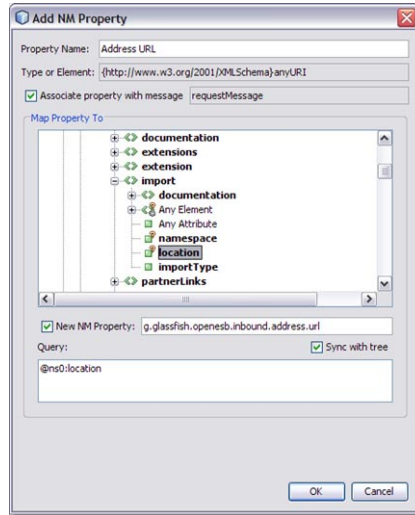 Add NM Property
Property Name: Address URL
Type or Element: {http://www.w3.org/2001/XMLSchema}anyURI
Associate property with message requestMessage
Map Property To
documentation
extensions
extension
import
documentation
Any Element
Any Attribute
namespace
location
importType
partnerLinks
New NM Property: g.glassfish.openesb.inbound.address.url
Query: Sync with tree
@ns0:location
OK Cancel